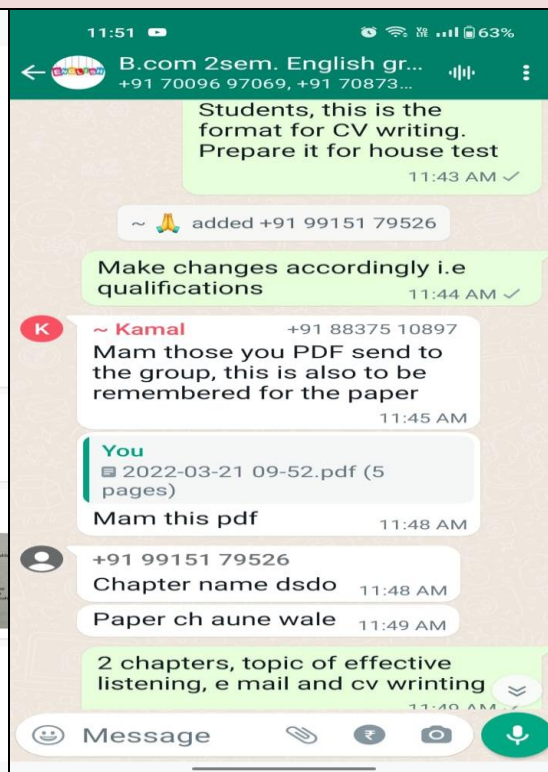 11:51
63%
ENGLISH
B.com 2sem. English gr...
+91 70096 97069, +91 70873...
Students, this is the
format for CV writing.
Prepare it for house test
11:43 AM
~ 🙏 added +91 99151 79526
Make changes accordingly i.e
qualifications
11:44 AM
K
~ Kamal +91 88375 10897
Mam those you PDF send to
the group, this is also to be
remembered for the paper
11:45 AM
You
2022-03-21 09-52.pdf (5
pages)
Mam this pdf 11:48 AM
+91 99151 79526
Chapter name dsdo 11:48 AM
Paper ch aune wale 11:49 AM
2 chapters, topic of effective
listening, e mail and cv wrinting
11:49 AM
Message
₹